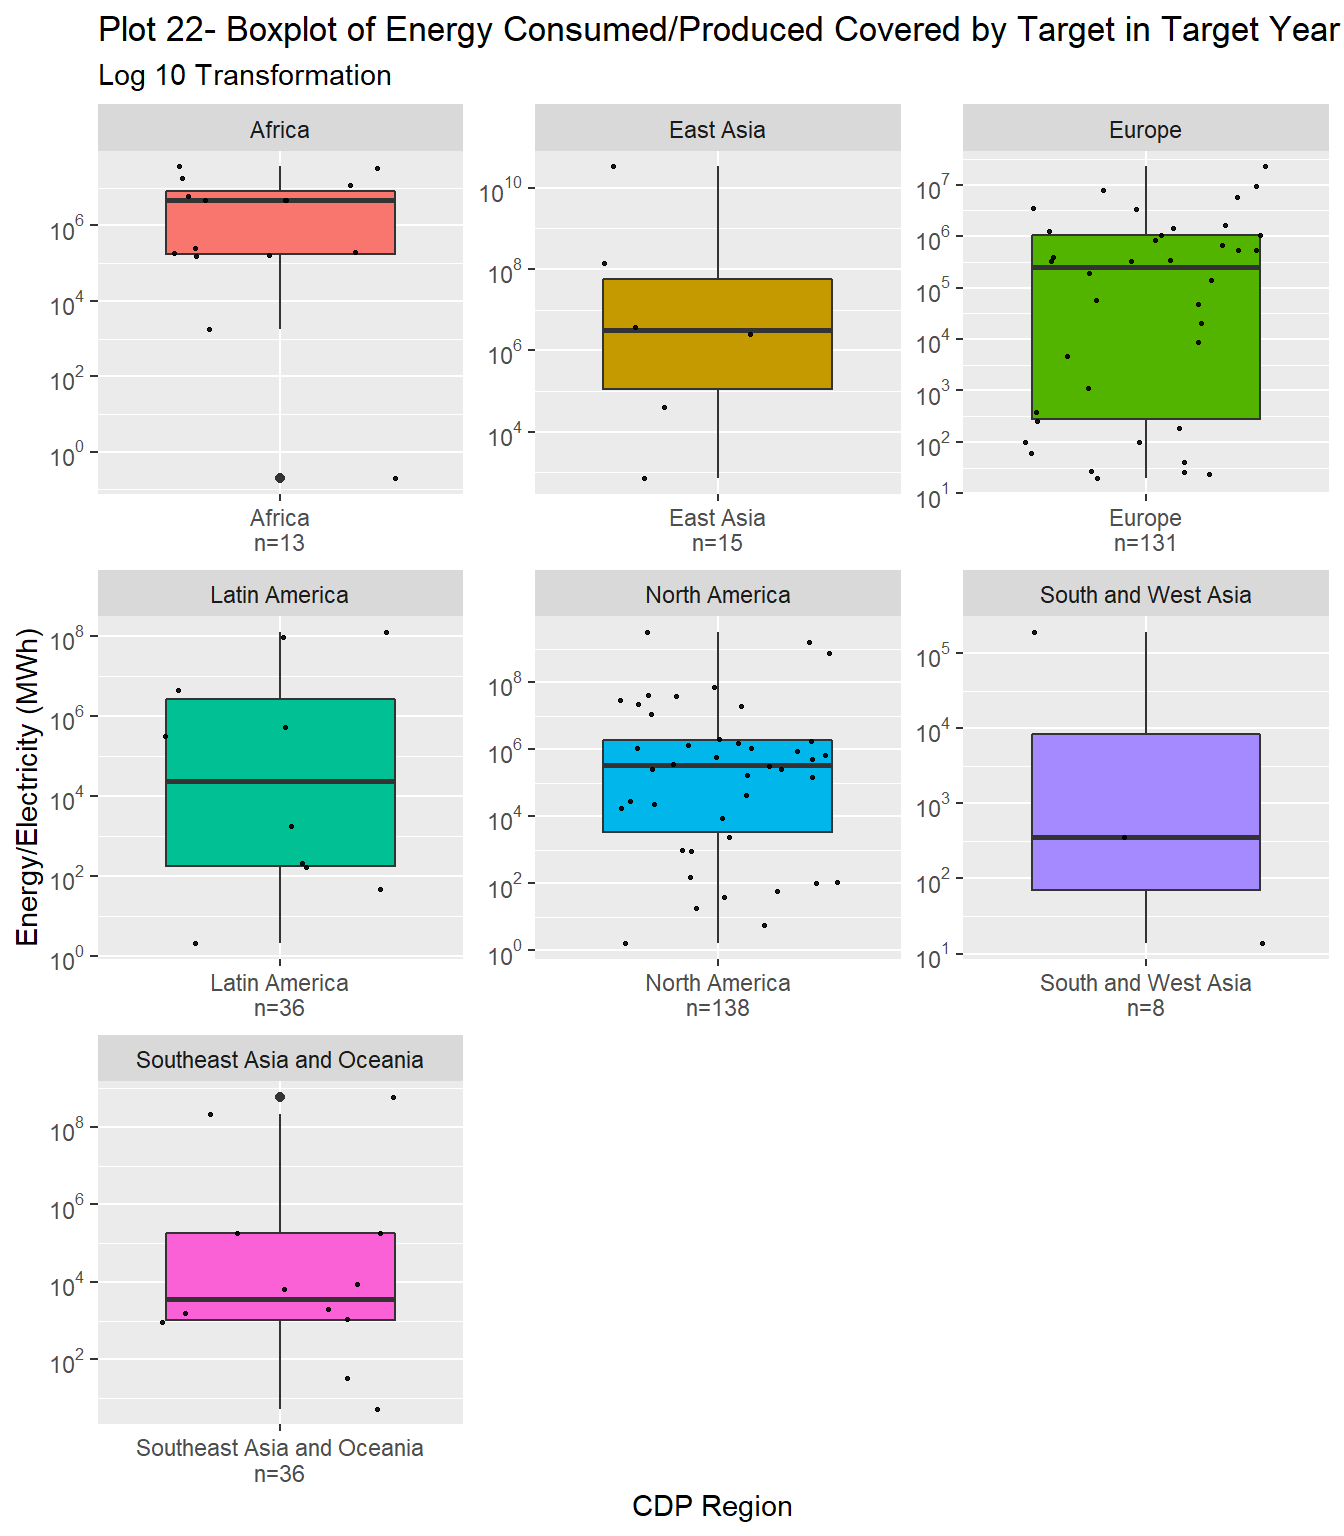 Plot 22- Boxplot of Energy Consumed/Produced Covered by Target in Target Year
Log 10 Transformation
Africa
10^6
10^4
10^2
10^0
Africa
n=13
East Asia
10^10
10^8
10^6
10^4
East Asia
n=15
Europe
10^7
10^6
10^5
10^4
10^3
10^2
10^1
Europe
n=131
Energy/Electricity (MWh)
Latin America
10^8
10^6
10^4
10^2
10^0
Latin America
n=36
North America
10^8
10^6
10^4
10^2
10^0
North America
n=138
South and West Asia
10^5
10^4
10^3
10^2
10^1
South and West Asia
n=8
Southeast Asia and Oceania
10^8
10^6
10^4
10^2
Southeast Asia and Oceania
n=36
CDP Region